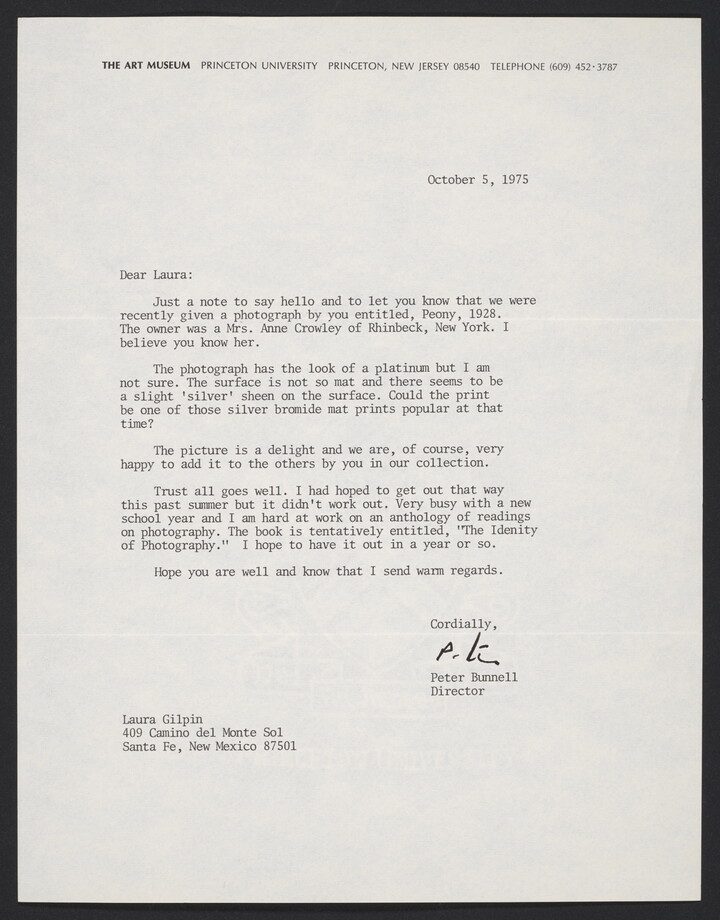 THE ART MUSEUM PRINCETON UNIVERSITY PRINCETON, NEW JERSEY 08540 TELEPHONE (609) 452-3787
October 5, 1975
Dear Laura:
Just a note to say hello and to let you know that we were
recently given a photograph by you entitled, Peony, 1928.
The owner was a Mrs. Anne Crowley of Rhinbeck, New York. I
believe you know her.
The photograph has the look of a platinum but I am
not sure. The surface is not so mat and there seems to be
a slight 'silver' sheen on the surface. Could the print
be one of those silver bromide mat prints popular at that
time?
The picture is a delight and we are, of course, very
happy to add it to the others by you in our collection.
Trust all goes well. I had hoped to get out that way
this past summer but it didn't work out. Very busy with a new
school year and I am hard at work on an anthology of readings
on photography. The book is tentatively entitled, "The Idenity
of Photography." I hope to have it out in a year or so.
Hope you are well and know that I send warm regards.
Cordially,
Peter Bunnell
Director
Laura Gilpin
409 Camino del Monte Sol
Santa Fe, New Mexico 87501